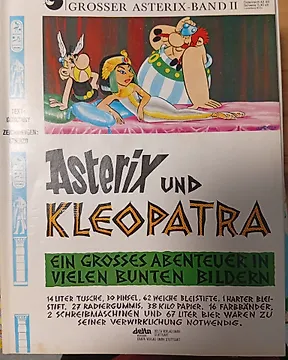 GROSSER ASTERIX-BAND II
Asterix UND
KLEOPATRA
EIN GROSSES ABENTEUER IN
VIELEN BUNTEN BILDERN
14 LITER TUSCHE, 30 PINSEL, 62 WEICHE BLEISTIFTE, 1 HARTER BLEI-
STIFT, 27 RADIERGUMMIS, 38 KILO PAPIER, 16 FARBBÄNDER,
2 SCHREIBMASCHINEN UND 67 LITER BIER WAREN ZU
SEINER VERWIRKLICHUNG NOTWENDIG.
delta